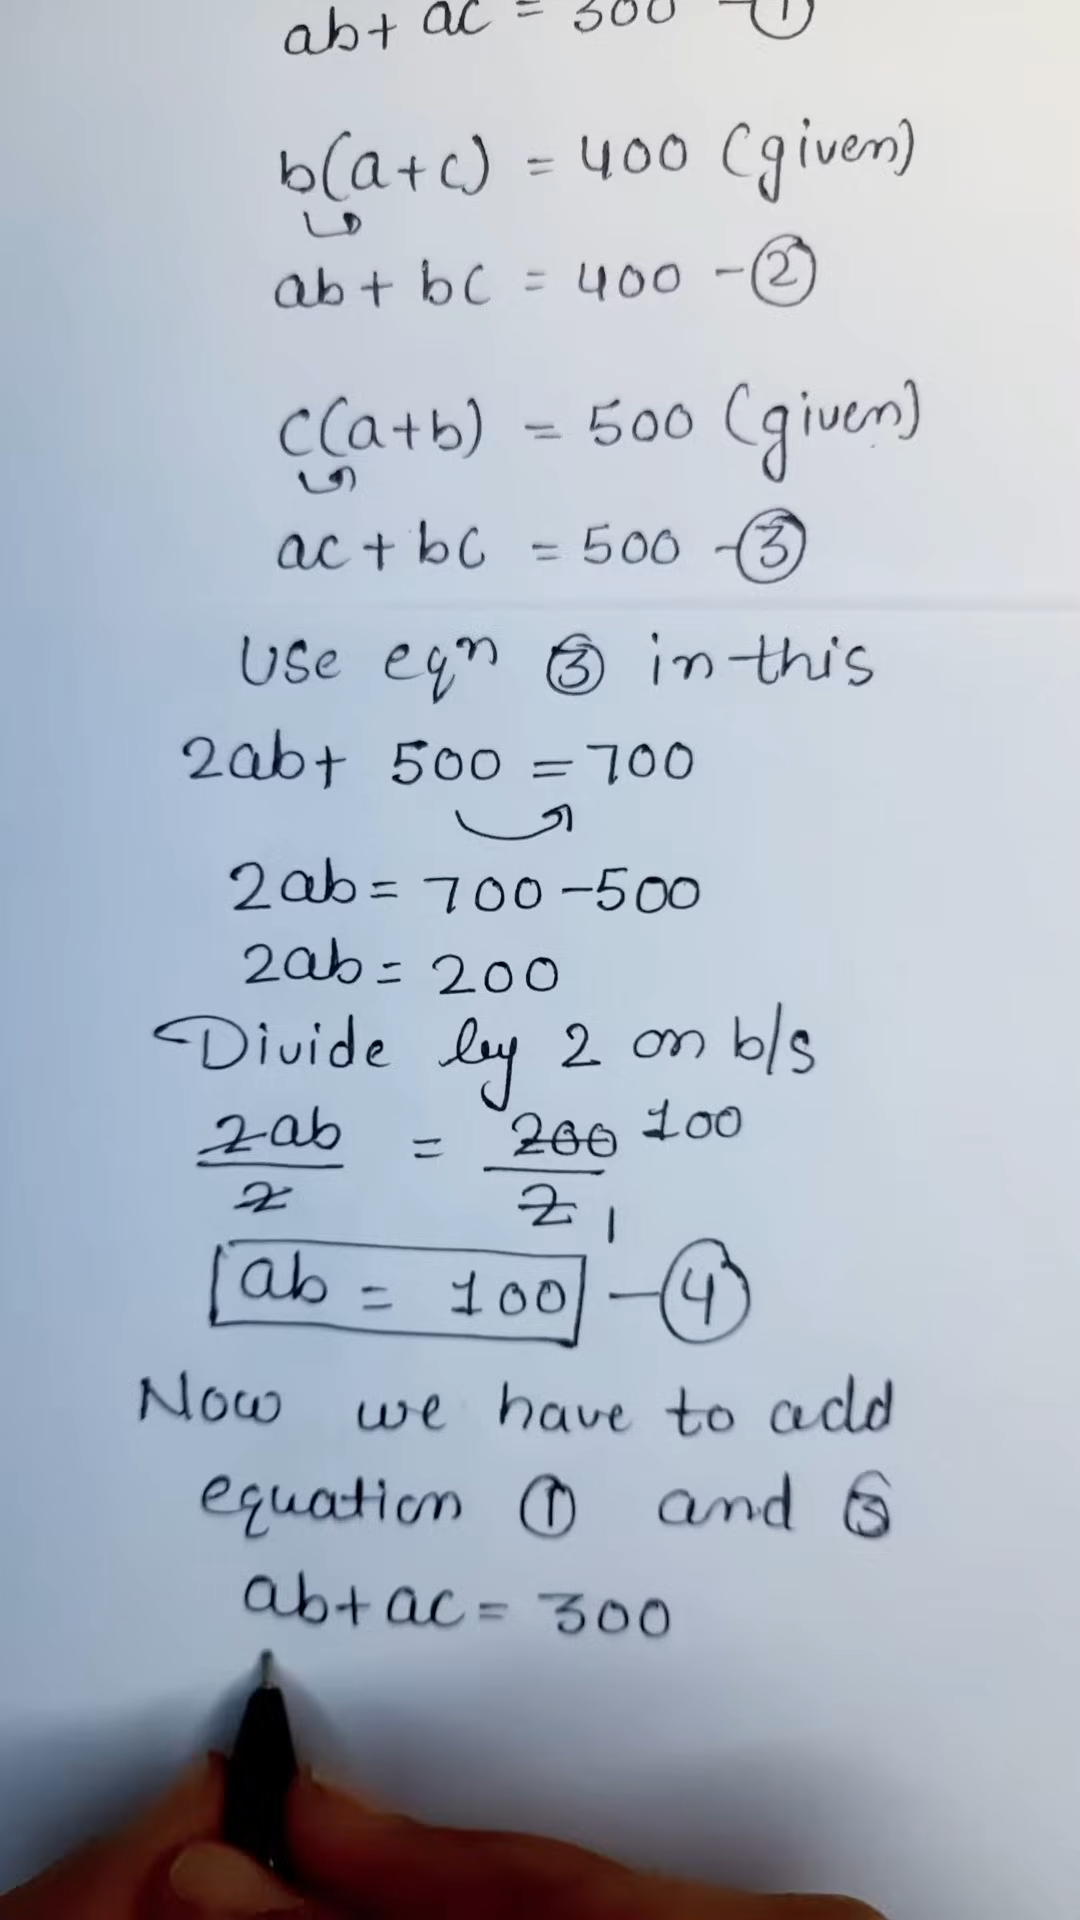 ab + ac = 300 - ①
b(a+c) = 400 (given)
ab + bc = 400 - ②
c(a+b) = 500 (given)
ac + bc = 500 - ③
Use eqn ③ in this
2ab + 500 = 700
2ab = 700 - 500
2ab = 200
Divide by 2 on b/s
2ab/2 = 200/2 100 1
ab = 100 - ④
Now we have to add
equation ① and ③
ab + ac = 300